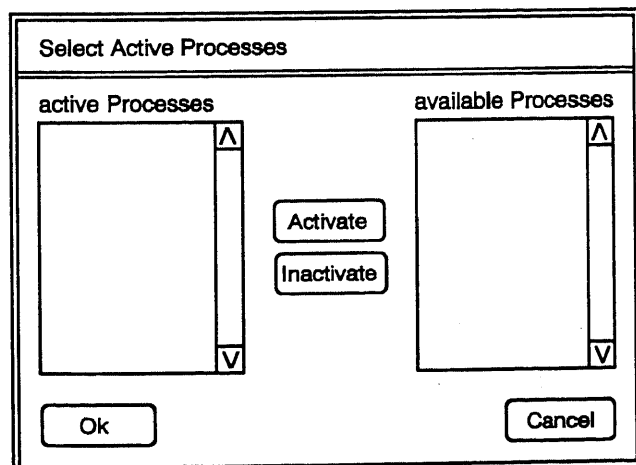 Select Active Processes
active Processes
available Processes
Activate
Inactivate
Ok
Cancel